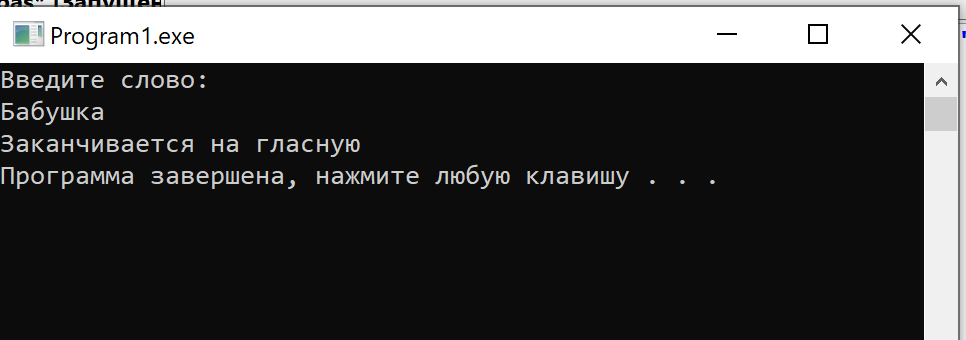 Program1.exe
Введите слово:
Бабушка
Заканчивается на гласную
Программа завершена, нажмите любую клавишу . . .